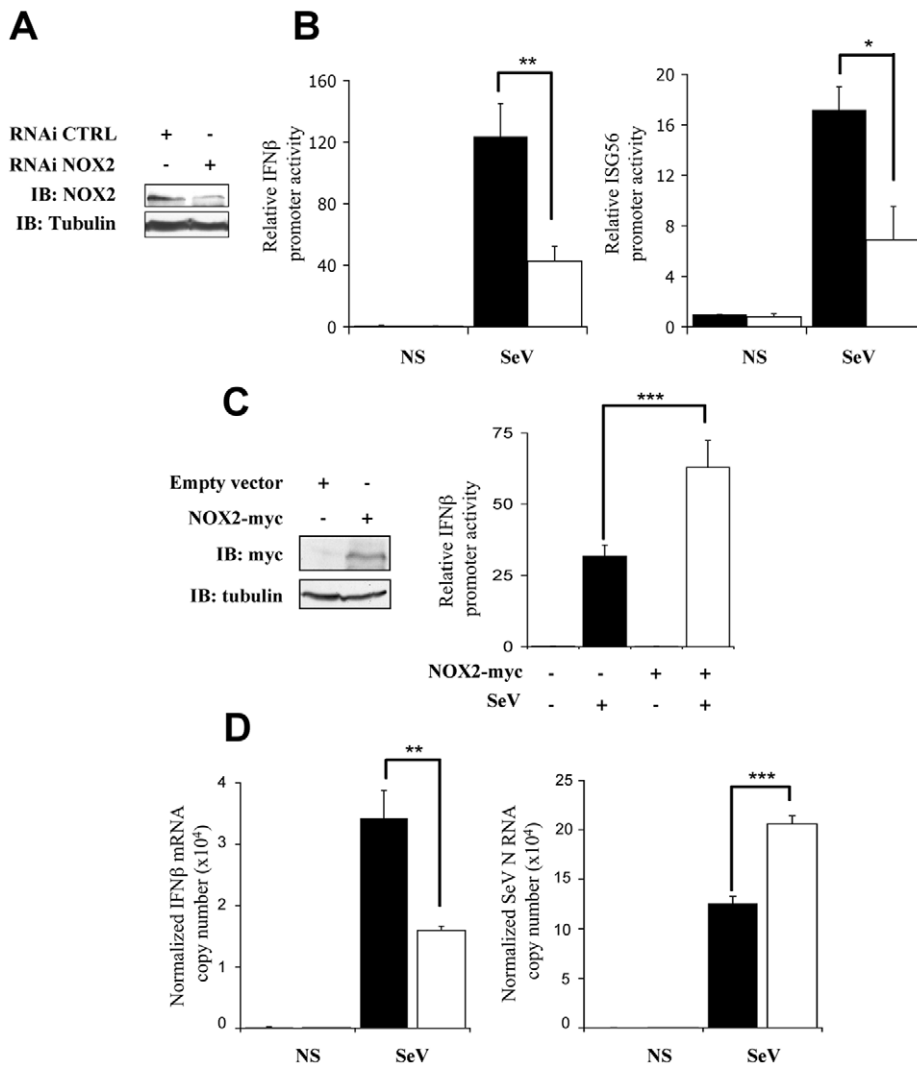 A
RNAi CTRL + -
RNAi NOX2 - +
IB: NOX2
IB: Tubulin
B
Relative IFNβ
promoter activity
160
120
80
40
0
**
NS SeV
Relative ISG56
promoter activity
20
16
12
8
4
0
*
NS SeV
C
Empty vector + -
NOX2-myc - +
IB: myc
IB: tubulin
Relative IFNβ
promoter activity
75
50
25
0
***
NOX2-myc - - + +
SeV - + - +
D
Normalized IFNβ mRNA
copy number (x10⁴)
4
3
2
1
0
**
NS SeV
Normalized SeV N RNA
copy number (x10⁴)
25
20
15
10
5
0
***
NS SeV